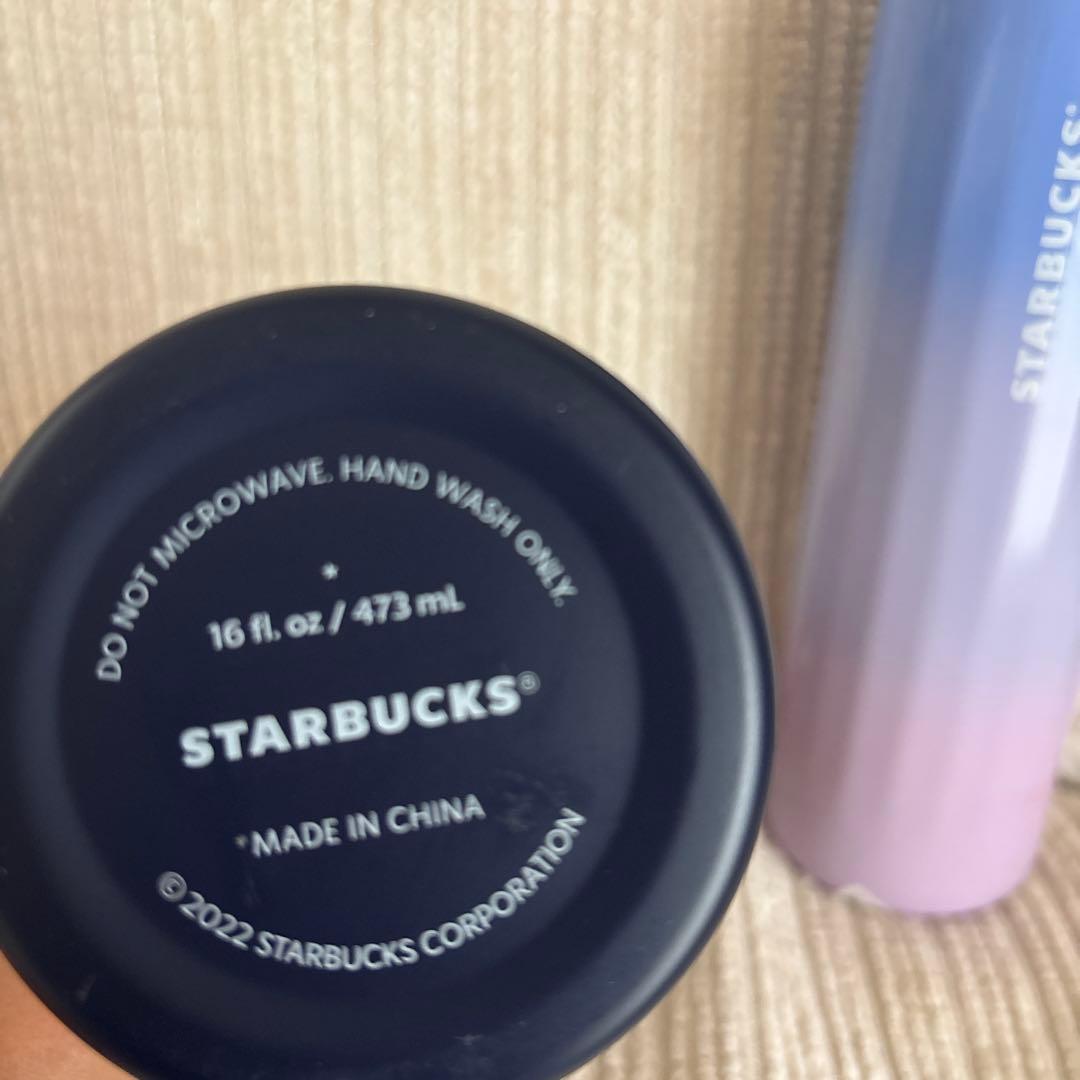 DO NOT MICROWAVE. HAND WASH ONLY.
*
16 fl. oz / 473 mL
STARBUCKS®
*MADE IN CHINA
©2022 STARBUCKS CORPORATION
STARBUCKS®